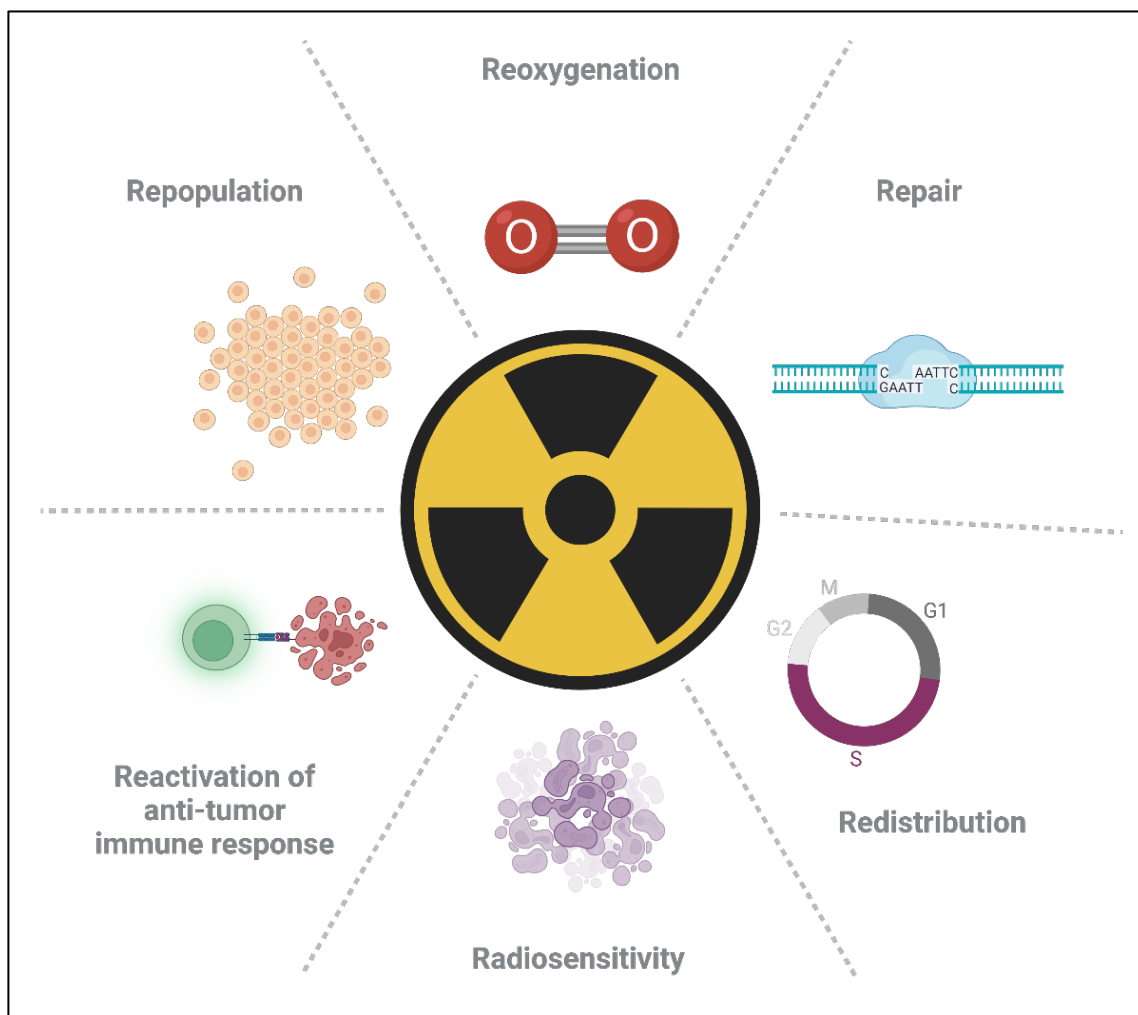 Reoxygenation
O O
Repopulation
Repair
C AATTC
GAATT C
M
G1
G2
S
Reactivation of
anti-tumor
immune response
Redistribution
Radiosensitivity